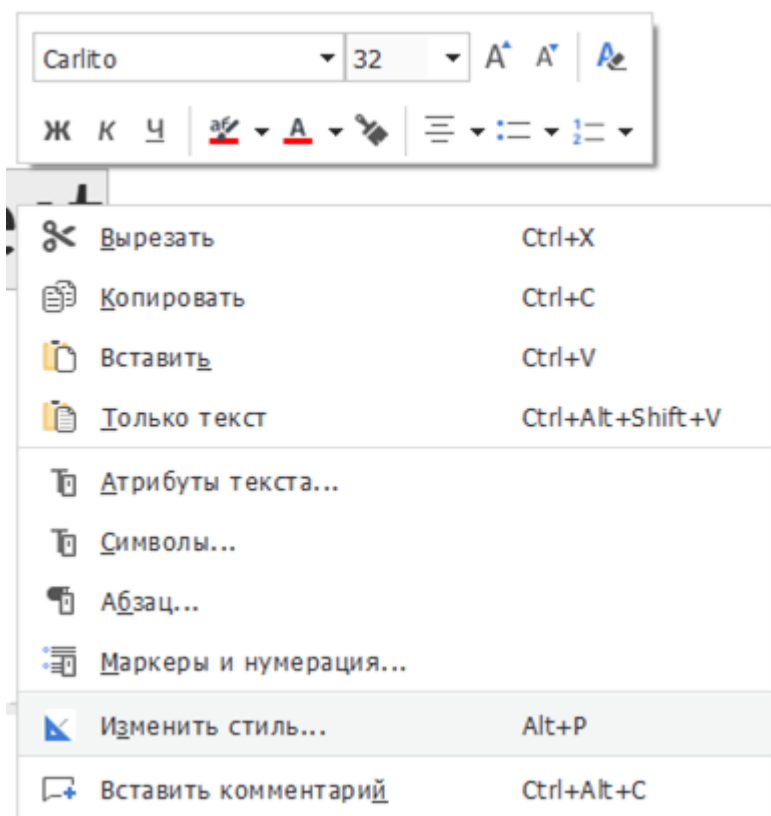 Carlito 32 A A A
Ж К Ч аб A
Вырезать Ctrl+X
Копировать Ctrl+C
Вставить Ctrl+V
Только текст Ctrl+Alt+Shift+V
Атрибуты текста...
Символы...
Абзац...
Маркеры и нумерация...
Изменить стиль... Alt+P
Вставить комментарий Ctrl+Alt+C